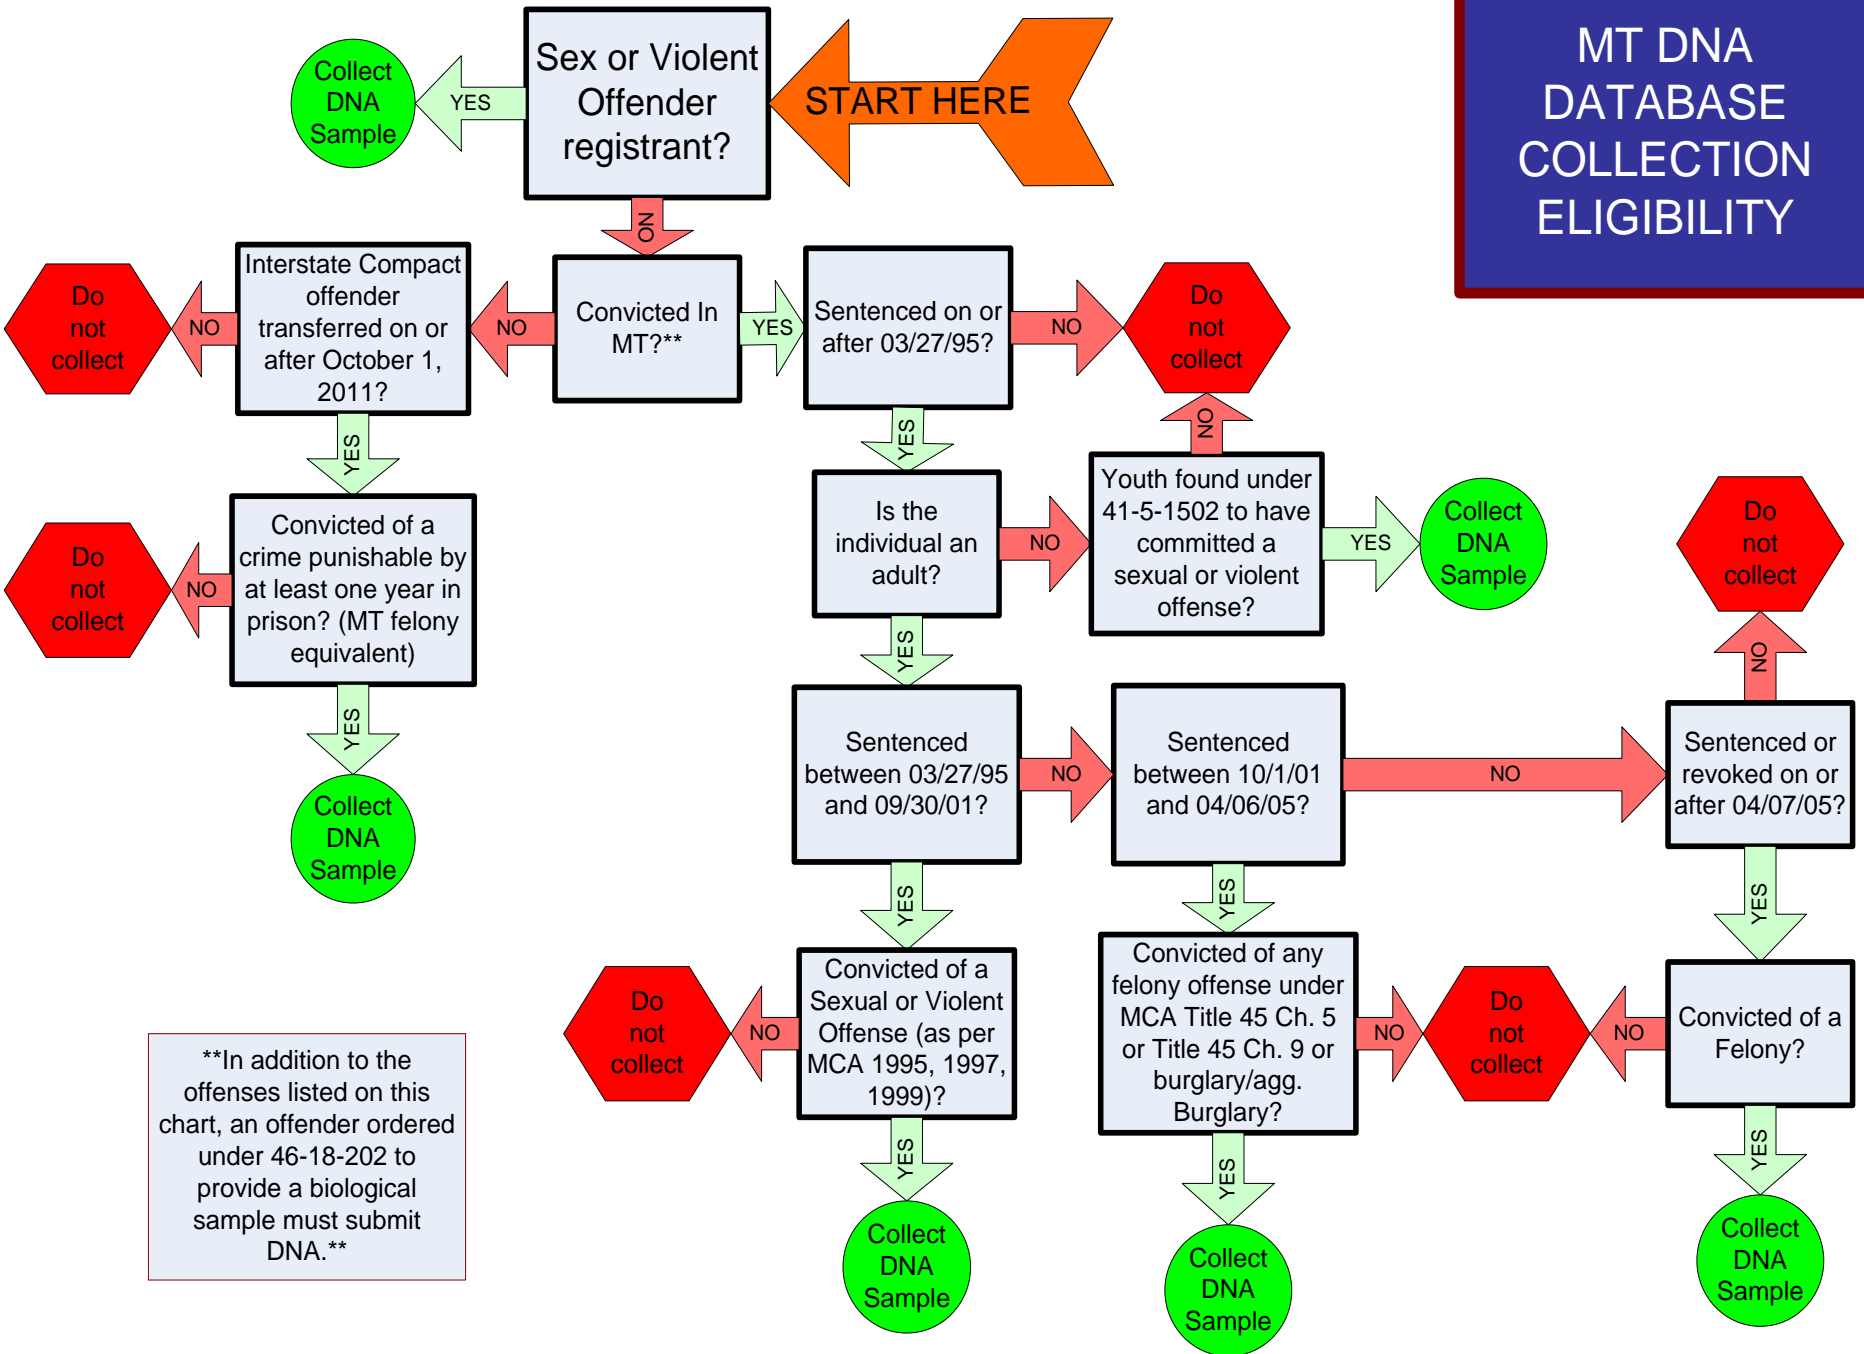 MT DNA
DATABASE
COLLECTION
ELIGIBILITY
START HERE
Sex or Violent
Offender
registrant?
YES
Collect
DNA
Sample
NO
Convicted In
MT?**
NO
Interstate Compact
offender
transferred on or
after October 1,
2011?
NO
Do
not
collect
YES
Convicted of a
crime punishable by
at least one year in
prison? (MT felony
equivalent)
NO
Do
not
collect
YES
Collect
DNA
Sample
YES
Sentenced on or
after 03/27/95?
NO
Do
not
collect
YES
Is the
individual an
adult?
NO
Youth found under
41-5-1502 to have
committed a
sexual or violent
offense?
NO
YES
Collect
DNA
Sample
YES
Sentenced
between 03/27/95
and 09/30/01?
NO
Sentenced
between 10/1/01
and 04/06/05?
NO
Sentenced or
revoked on or
after 04/07/05?
NO
Do
not
collect
YES
Convicted of a
Sexual or Violent
Offense (as per
MCA 1995, 1997,
1999)?
NO
Do
not
collect
YES
Collect
DNA
Sample
YES
Convicted of any
felony offense under
MCA Title 45 Ch. 5
or Title 45 Ch. 9 or
burglary/agg.
Burglary?
NO
Do
not
collect
YES
Collect
DNA
Sample
YES
Convicted of a
Felony?
NO
YES
Collect
DNA
Sample
**In addition to the
offenses listed on this
chart, an offender ordered
under 46-18-202 to
provide a biological
sample must submit
DNA.**